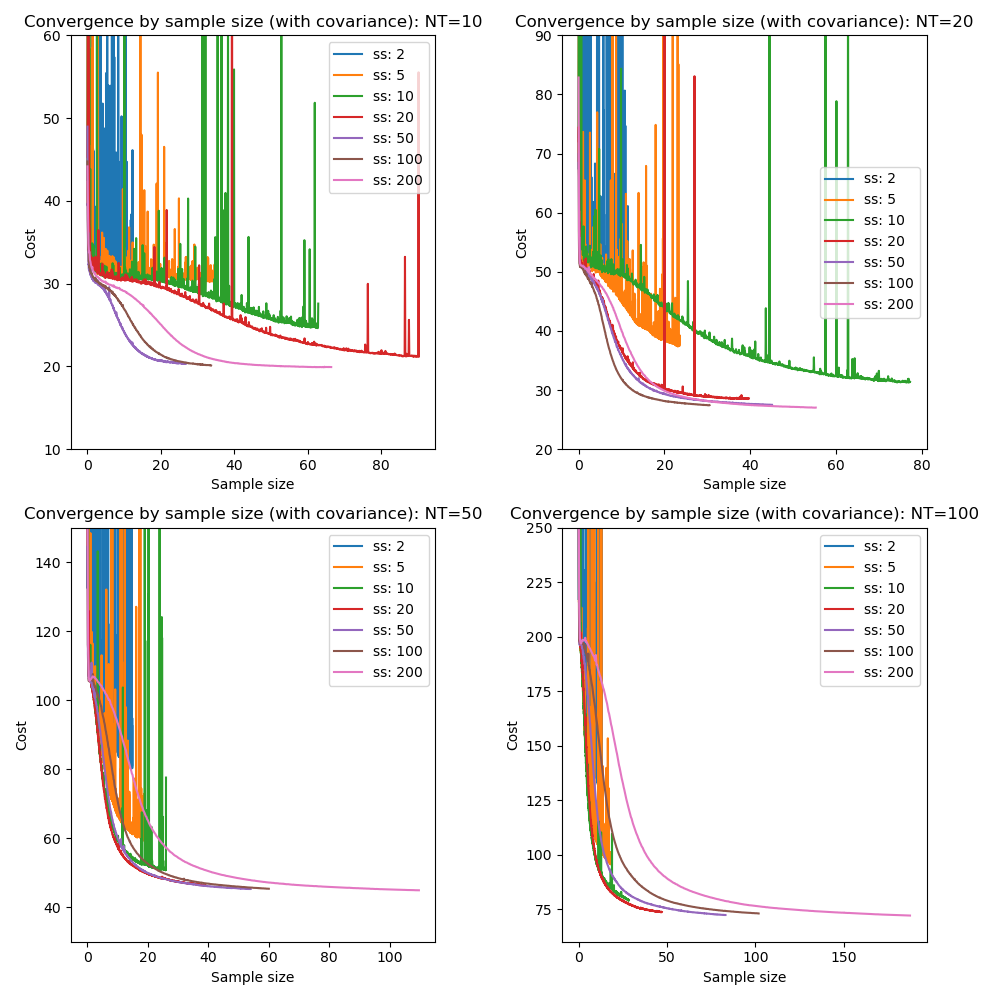 Convergence by sample size (with covariance): NT=10
60
50
40
30
20
10
Cost
0
20
40
60
80
Sample size
ss: 2
ss: 5
ss: 10
ss: 20
ss: 50
ss: 100
ss: 200
Convergence by sample size (with covariance): NT=20
90
80
70
60
50
40
30
20
Cost
0
20
40
60
80
Sample size
ss: 2
ss: 5
ss: 10
ss: 20
ss: 50
ss: 100
ss: 200
Convergence by sample size (with covariance): NT=50
140
120
100
80
60
40
Cost
0
20
40
60
80
100
Sample size
ss: 2
ss: 5
ss: 10
ss: 20
ss: 50
ss: 100
ss: 200
Convergence by sample size (with covariance): NT=100
250
225
200
175
150
125
100
75
Cost
0
50
100
150
Sample size
ss: 2
ss: 5
ss: 10
ss: 20
ss: 50
ss: 100
ss: 200